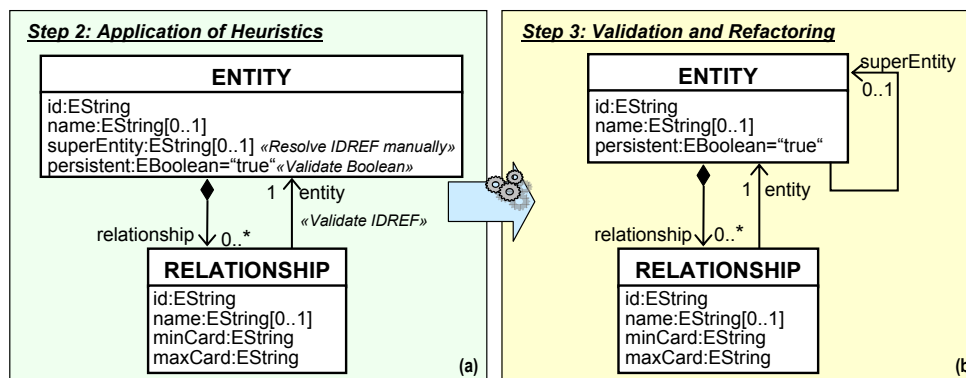 Step 2: Application of Heuristics
ENTITY
id:EString
name:EString[0..1]
superEntity:EString[0..1] «Resolve IDREF manually»
persistent:EBoolean=“true“ «Validate Boolean»
1 entity
«Validate IDREF»
relationship 0..*
RELATIONSHIP
id:EString
name:EString[0..1]
minCard:EString
maxCard:EString
(a)
Step 3: Validation and Refactoring
superEntity
0..1
ENTITY
id:EString
name:EString[0..1]
persistent:EBoolean=“true“
1 entity
relationship 0..*
RELATIONSHIP
id:EString
name:EString[0..1]
minCard:EString
maxCard:EString
(b